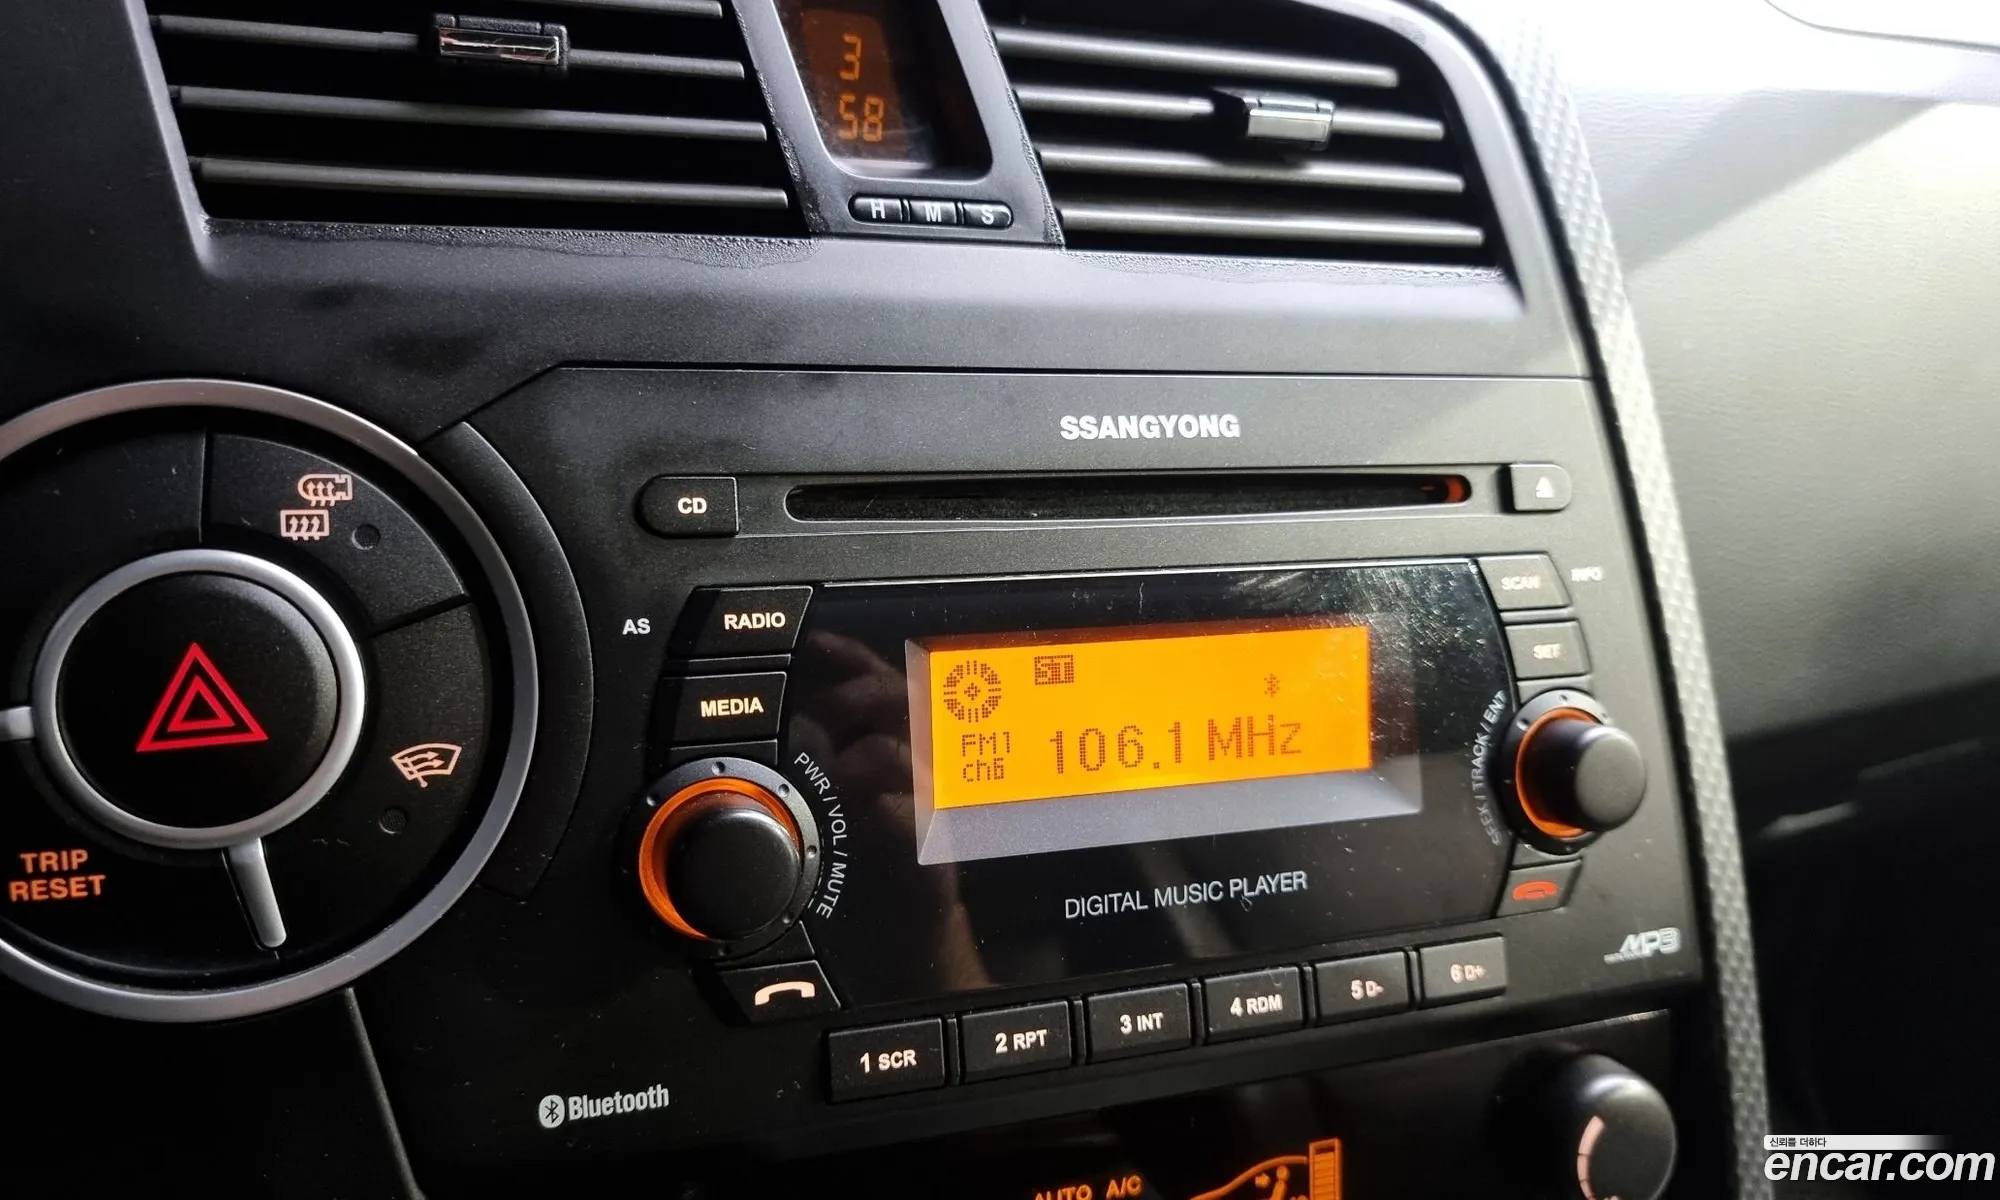 3
58
H M S
SSANGYONG
CD
AS
RADIO
SCAN
INFO
ST
SET
MEDIA
FM1
ch6
106.1 MHz
PWR / VOL / MUTE
SEEK / TRACK / ENT
TRIP
RESET
DIGITAL MUSIC PLAYER
MP3
1 SCR
2 RPT
3 INT
4 RDM
5 D-
6 D+
Bluetooth
AUTO A/C
신뢰를 더하다
encar.com